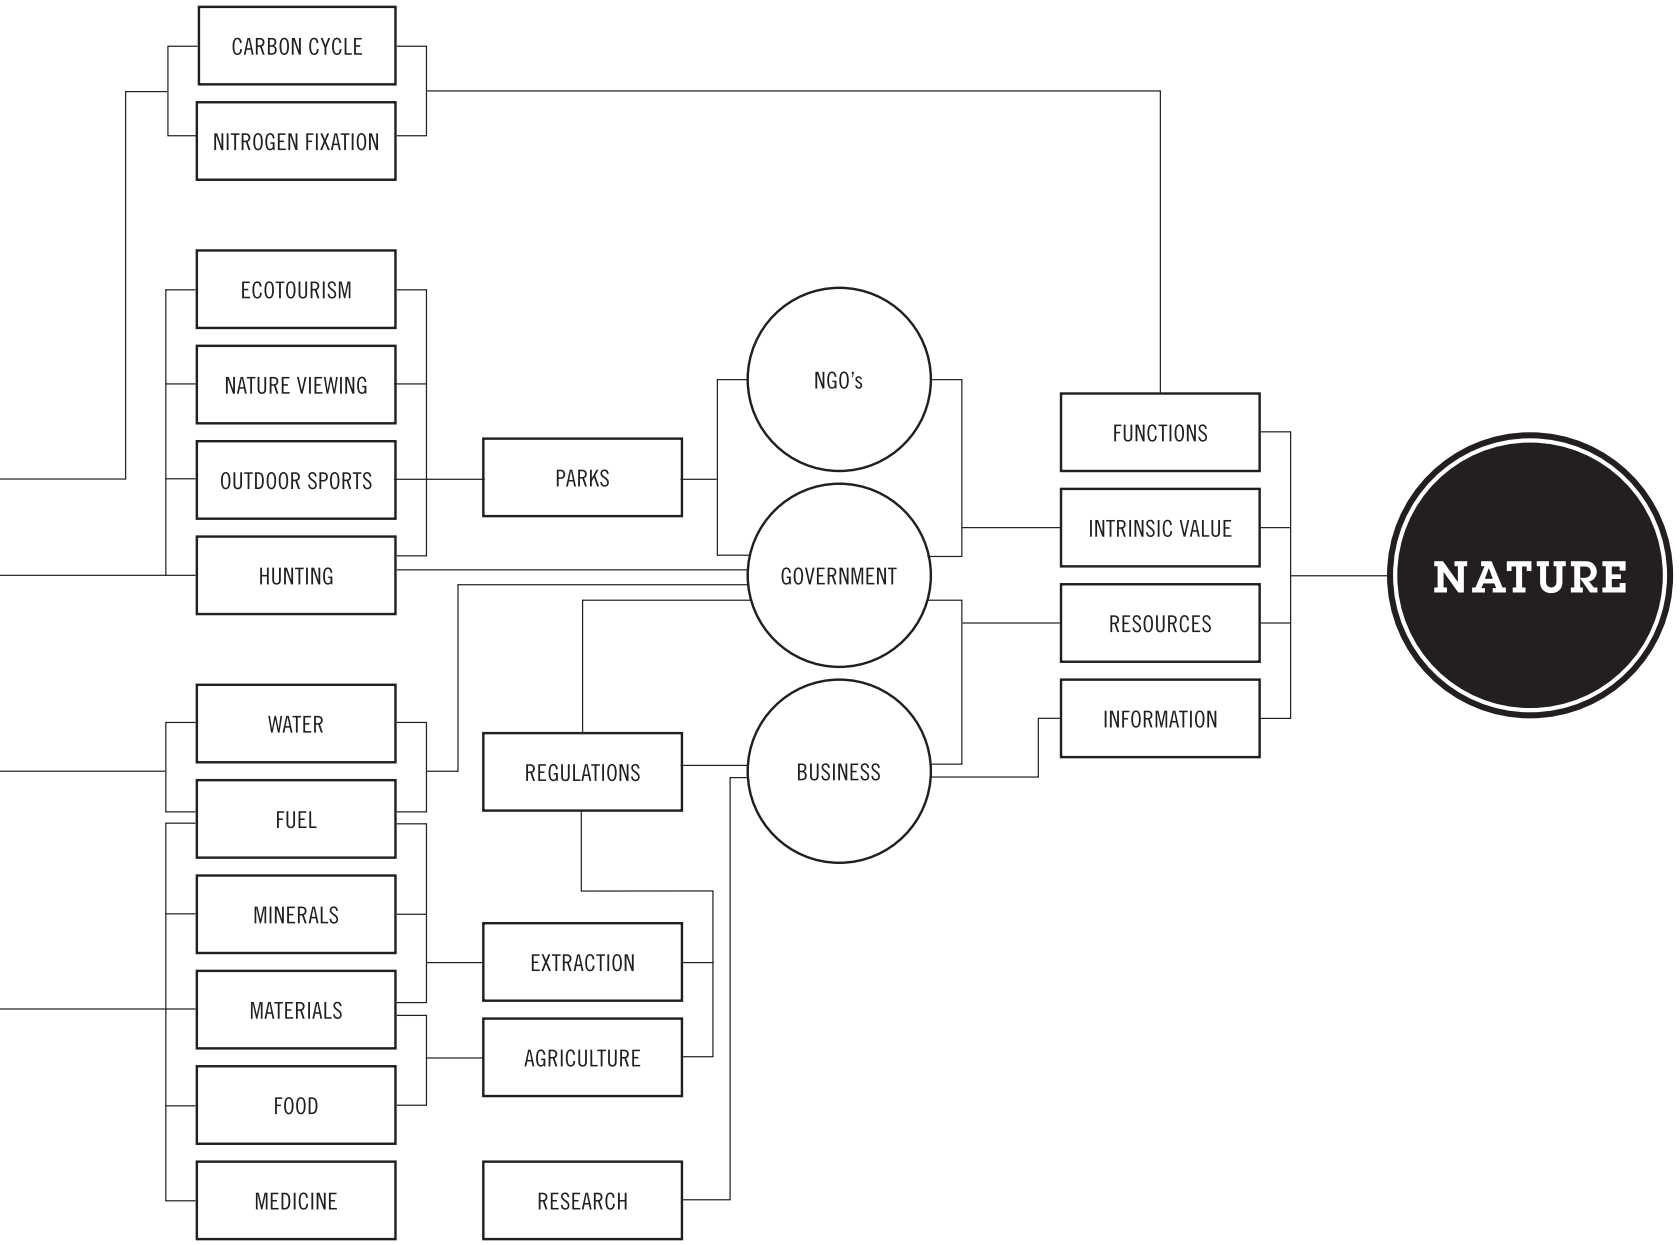 CARBON CYCLE
NITROGEN FIXATION
ECOTOURISM
NATURE VIEWING
OUTDOOR SPORTS
HUNTING
WATER
FUEL
MINERALS
MATERIALS
FOOD
MEDICINE
PARKS
REGULATIONS
EXTRACTION
AGRICULTURE
RESEARCH
NGO's
GOVERNMENT
BUSINESS
FUNCTIONS
INTRINSIC VALUE
RESOURCES
INFORMATION
NATURE